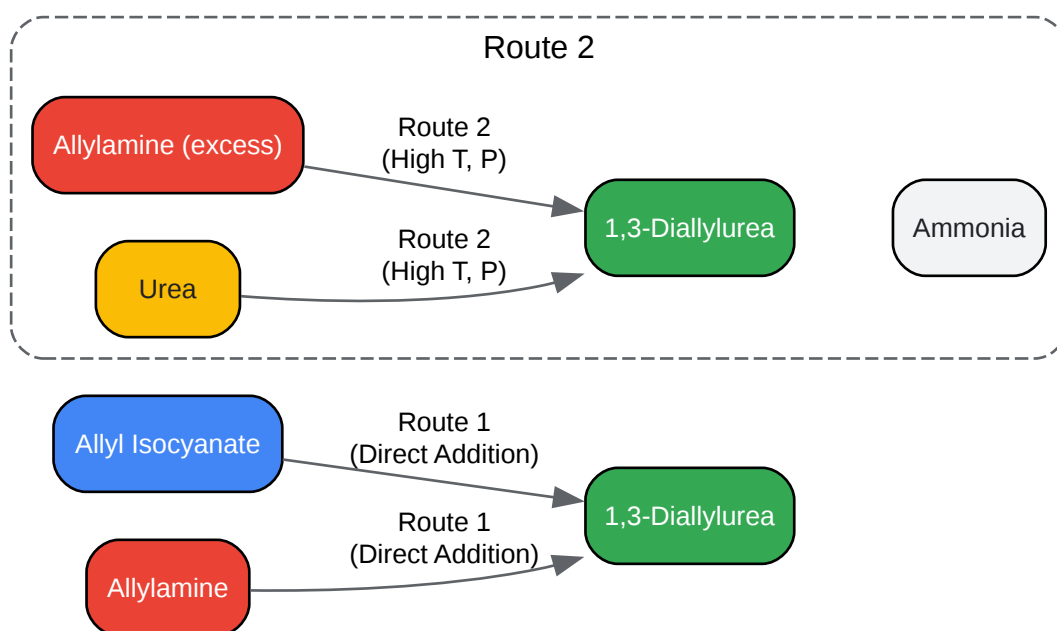 Route 2
Allylamine (excess)
Route 2
(High T, P)
1,3-Diallylurea
Ammonia
Urea
Route 2
(High T, P)
Allyl Isocyanate
Route 1
(Direct Addition)
1,3-Diallylurea
Allylamine
Route 1
(Direct Addition)